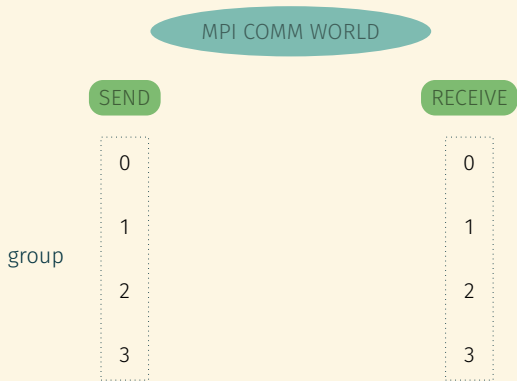 MPI COMM WORLD
SEND RECEIVE
0 0
1 1
group
2 2
3 3